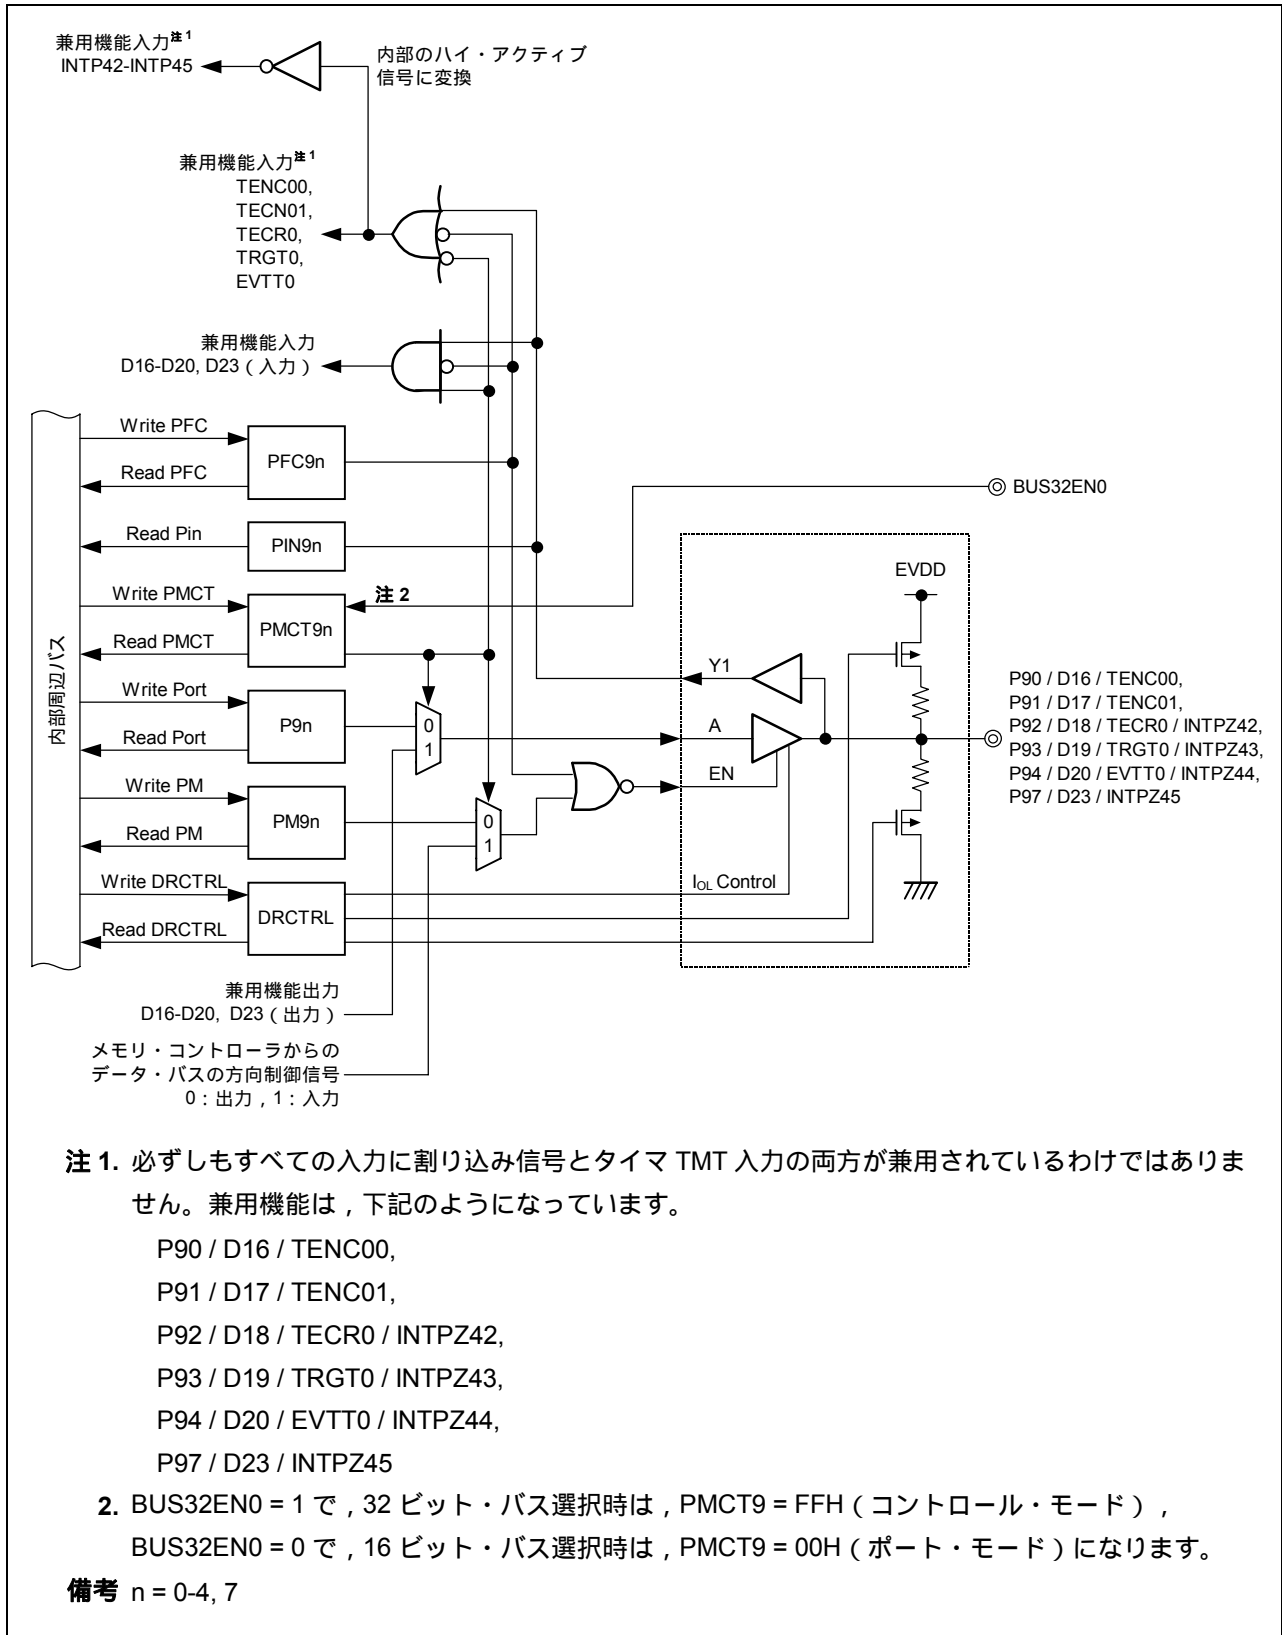 兼用機能入力注1
INTP42-INTP45
内部のハイ・アクティブ
信号に変換
兼用機能入力注1
TENC00,
TECN01,
TECR0,
TRGT0,
EVTT0
兼用機能入力
D16-D20, D23（入力）
Write PFC
PFC9n
Read PFC
BUS32EN0
Read Pin
PIN9n
EVDD
Write PMCT
注2
PMCT9n
Read PMCT
内部周辺バス
Y1
Write Port
P9n
0
1
A
Read Port
EN
P90 / D16 / TENC00,
P91 / D17 / TENC01,
P92 / D18 / TECR0 / INTPZ42,
P93 / D19 / TRGT0 / INTPZ43,
P94 / D20 / EVTT0 / INTPZ44,
P97 / D23 / INTPZ45
Write PM
PM9n
0
1
Read PM
Write DRCTRL
IOL Control
DRCTRL
Read DRCTRL
兼用機能出力
D16-D20, D23（出力）
メモリ・コントローラからの
データ・バスの方向制御信号
0：出力，1：入力
注1. 必ずしもすべての入力に割り込み信号とタイマ TMT 入力の両方が兼用されているわけではありま
せん。兼用機能は，下記のようになっています。
P90 / D16 / TENC00,
P91 / D17 / TENC01,
P92 / D18 / TECR0 / INTPZ42,
P93 / D19 / TRGT0 / INTPZ43,
P94 / D20 / EVTT0 / INTPZ44,
P97 / D23 / INTPZ45
2. BUS32EN0 = 1 で，32 ビット・バス選択時は，PMCT9 = FFH（コントロール・モード），
BUS32EN0 = 0 で，16 ビット・バス選択時は，PMCT9 = 00H（ポート・モード）になります。
備考 n = 0-4, 7